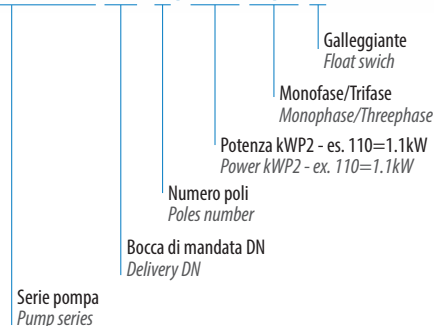 Galleggiante
Float swich
Monofase/Trifase
Monophase/Threephase
Potenza kWP2 - es. 110=1.1kW
Power kWP2 - ex. 110=1.1kW
Numero poli
Poles number
Bocca di mandata DN
Delivery DN
Serie pompa
Pump series